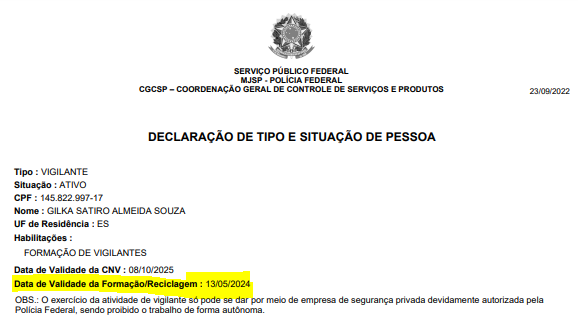 SERVIÇO PÚBLICO FEDERAL
MJSP - POLÍCIA FEDERAL
CGCSP – COORDENAÇÃO GERAL DE CONTROLE DE SERVIÇOS E PRODUTOS
23/09/2022
DECLARAÇÃO DE TIPO E SITUAÇÃO DE PESSOA
Tipo : VIGILANTE
Situação : ATIVO
CPF : 145.822.997-17
Nome : GILKA SATIRO ALMEIDA SOUZA
UF de Residência : ES
Habilitações :
FORMAÇÃO DE VIGILANTES
Data de Validade da CNV : 08/10/2025
Data de Validade da Formação/Reciclagem : 13/05/2024
OBS.: O exercício da atividade de vigilante só pode se dar por meio de empresa de segurança privada devidamente autorizada pela
Polícia Federal, sendo proibido o trabalho de forma autônoma.